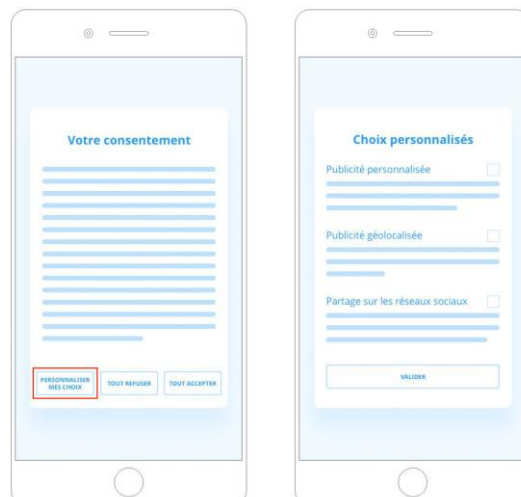 Votre consentement
PERSONNALISER
MES CHOIX
TOUT REFUSER
TOUT ACCEPTER
Choix personnalisés
Publicité personnalisée
Publicité géolocalisée
Partage sur les réseaux sociaux
VALIDER